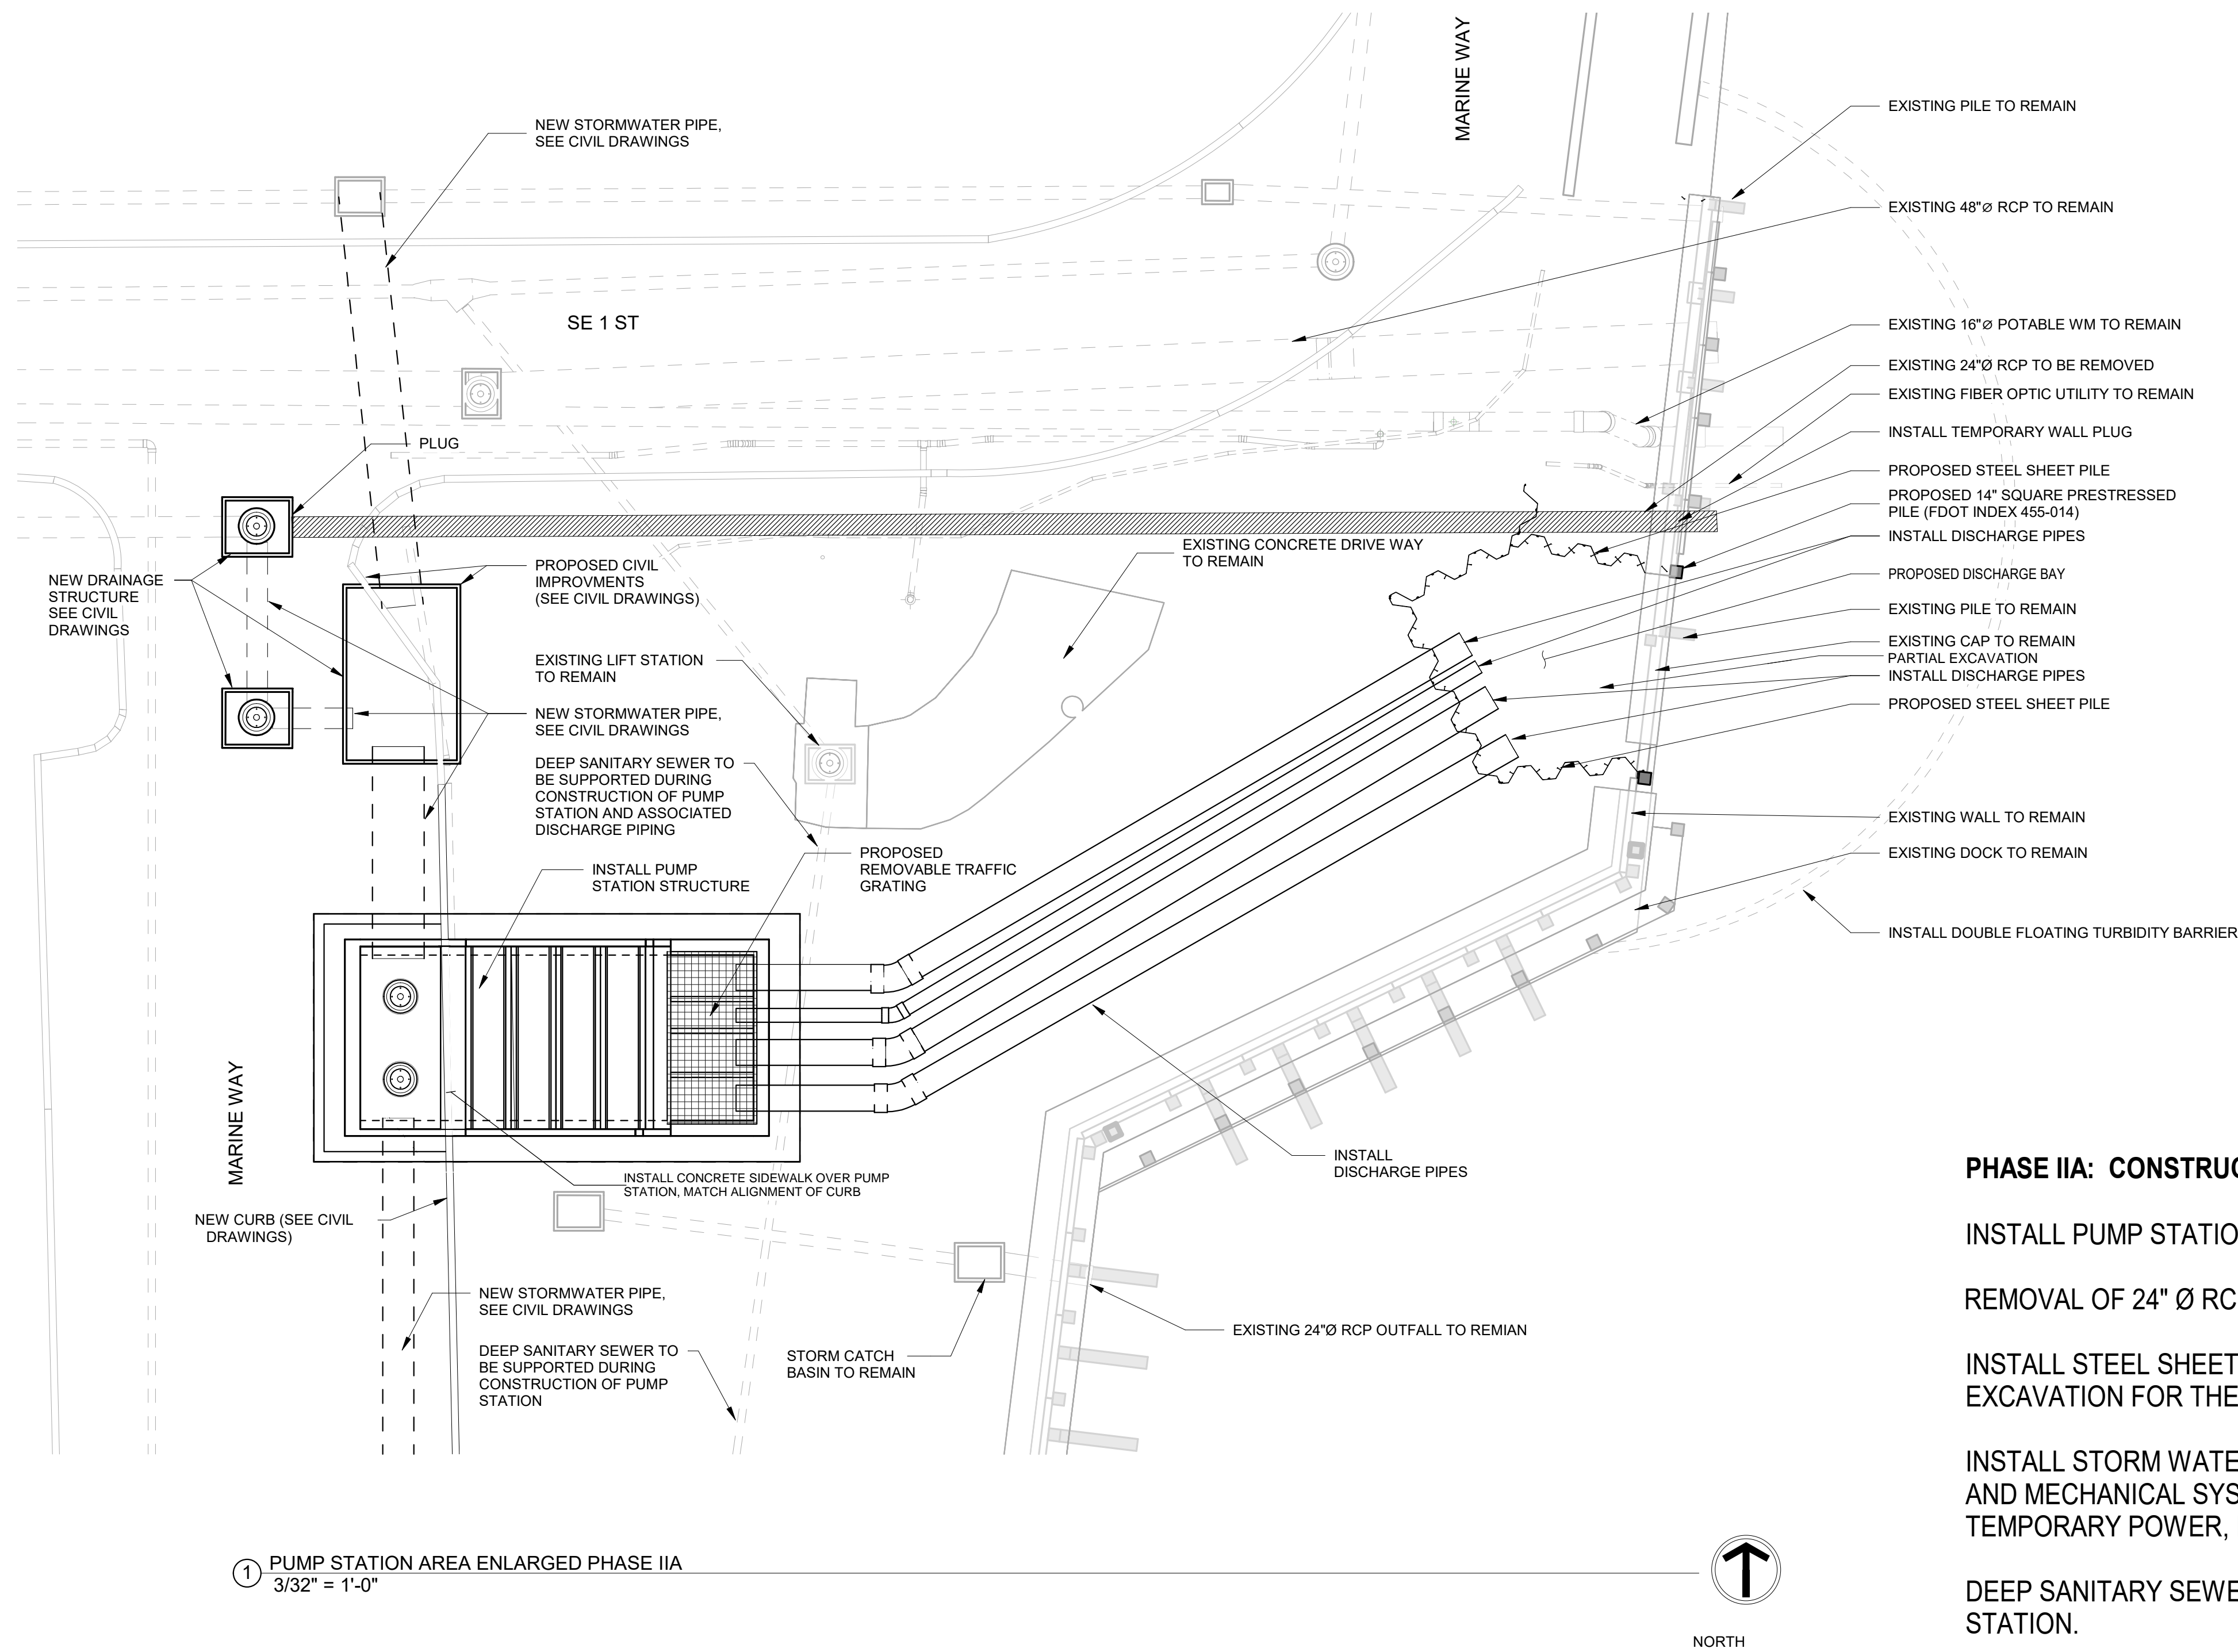 MARINE WAY
NEW STORMWATER PIPE,
SEE CIVIL DRAWINGS
SE 1 ST
PLUG
NEW DRAINAGE
STRUCTURE
SEE CIVIL
DRAWINGS
PROPOSED CIVIL
IMPROVMENTS
(SEE CIVIL DRAWINGS)
EXISTING LIFT STATION
TO REMAIN
NEW STORMWATER PIPE,
SEE CIVIL DRAWINGS
DEEP SANITARY SEWER TO
BE SUPPORTED DURING
CONSTRUCTION OF PUMP
STATION AND ASSOCIATED
DISCHARGE PIPING
INSTALL PUMP
STATION STRUCTURE
PROPOSED
REMOVABLE TRAFFIC
GRATING
EXISTING CONCRETE DRIVE WAY
TO REMAIN
EXISTING PILE TO REMAIN
EXISTING 48"Ø RCP TO REMAIN
EXISTING 16"Ø POTABLE WM TO REMAIN
EXISTING 24"Ø RCP TO BE REMOVED
EXISTING FIBER OPTIC UTILITY TO REMAIN
INSTALL TEMPORARY WALL PLUG
PROPOSED STEEL SHEET PILE
PROPOSED 14" SQUARE PRESTRESSED
PILE (FDOT INDEX 455-014)
INSTALL DISCHARGE PIPES
PROPOSED DISCHARGE BAY
EXISTING PILE TO REMAIN
EXISTING CAP TO REMAIN
PARTIAL EXCAVATION
INSTALL DISCHARGE PIPES
PROPOSED STEEL SHEET PILE
EXISTING WALL TO REMAIN
EXISTING DOCK TO REMAIN
INSTALL DOUBLE FLOATING TURBIDITY BARRIER
MARINE WAY
INSTALL CONCRETE SIDEWALK OVER PUMP
STATION, MATCH ALIGNMENT OF CURB
NEW CURB (SEE CIVIL
DRAWINGS)
NEW STORMWATER PIPE,
SEE CIVIL DRAWINGS
DEEP SANITARY SEWER TO
BE SUPPORTED DURING
CONSTRUCTION OF PUMP
STATION
STORM CATCH
BASIN TO REMAIN
INSTALL
DISCHARGE PIPES
EXISTING 24"Ø RCP OUTFALL TO REMIAN
PHASE IIA: CONSTRUC
INSTALL PUMP STATIO
REMOVAL OF 24" Ø RC
INSTALL STEEL SHEET
EXCAVATION FOR THE
INSTALL STORM WATE
AND MECHANICAL SYS
TEMPORARY POWER,
DEEP SANITARY SEWE
STATION.
1 PUMP STATION AREA ENLARGED PHASE IIA
3/32" = 1'-0"
NORTH